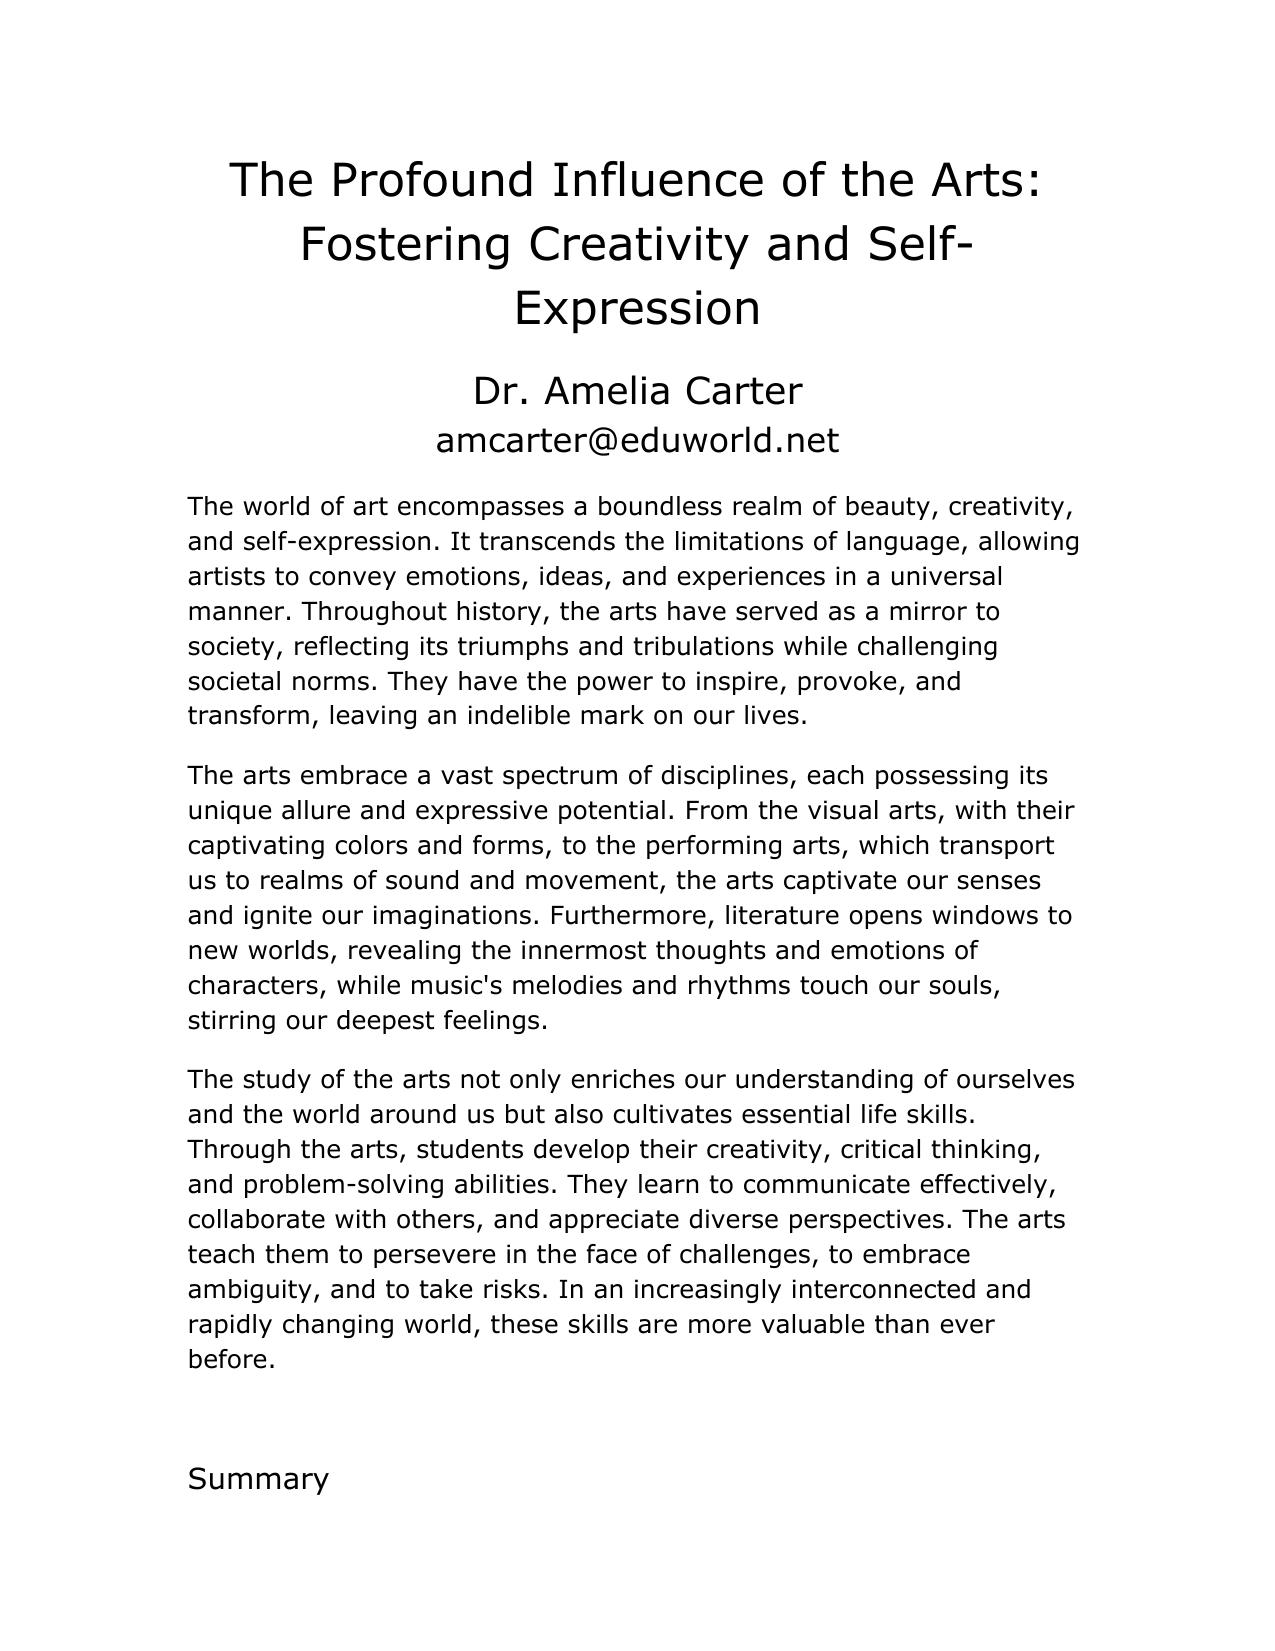 The Profound Influence of the Arts:
Fostering Creativity and Self-
Expression
Dr. Amelia Carter
amcarter@eduworld.net
The world of art encompasses a boundless realm of beauty, creativity,
and self-expression. It transcends the limitations of language, allowing
artists to convey emotions, ideas, and experiences in a universal
manner. Throughout history, the arts have served as a mirror to
society, reflecting its triumphs and tribulations while challenging
societal norms. They have the power to inspire, provoke, and
transform, leaving an indelible mark on our lives.
The arts embrace a vast spectrum of disciplines, each possessing its
unique allure and expressive potential. From the visual arts, with their
captivating colors and forms, to the performing arts, which transport
us to realms of sound and movement, the arts captivate our senses
and ignite our imaginations. Furthermore, literature opens windows to
new worlds, revealing the innermost thoughts and emotions of
characters, while music's melodies and rhythms touch our souls,
stirring our deepest feelings.
The study of the arts not only enriches our understanding of ourselves
and the world around us but also cultivates essential life skills.
Through the arts, students develop their creativity, critical thinking,
and problem-solving abilities. They learn to communicate effectively,
collaborate with others, and appreciate diverse perspectives. The arts
teach them to persevere in the face of challenges, to embrace
ambiguity, and to take risks. In an increasingly interconnected and
rapidly changing world, these skills are more valuable than ever
before.
Summary